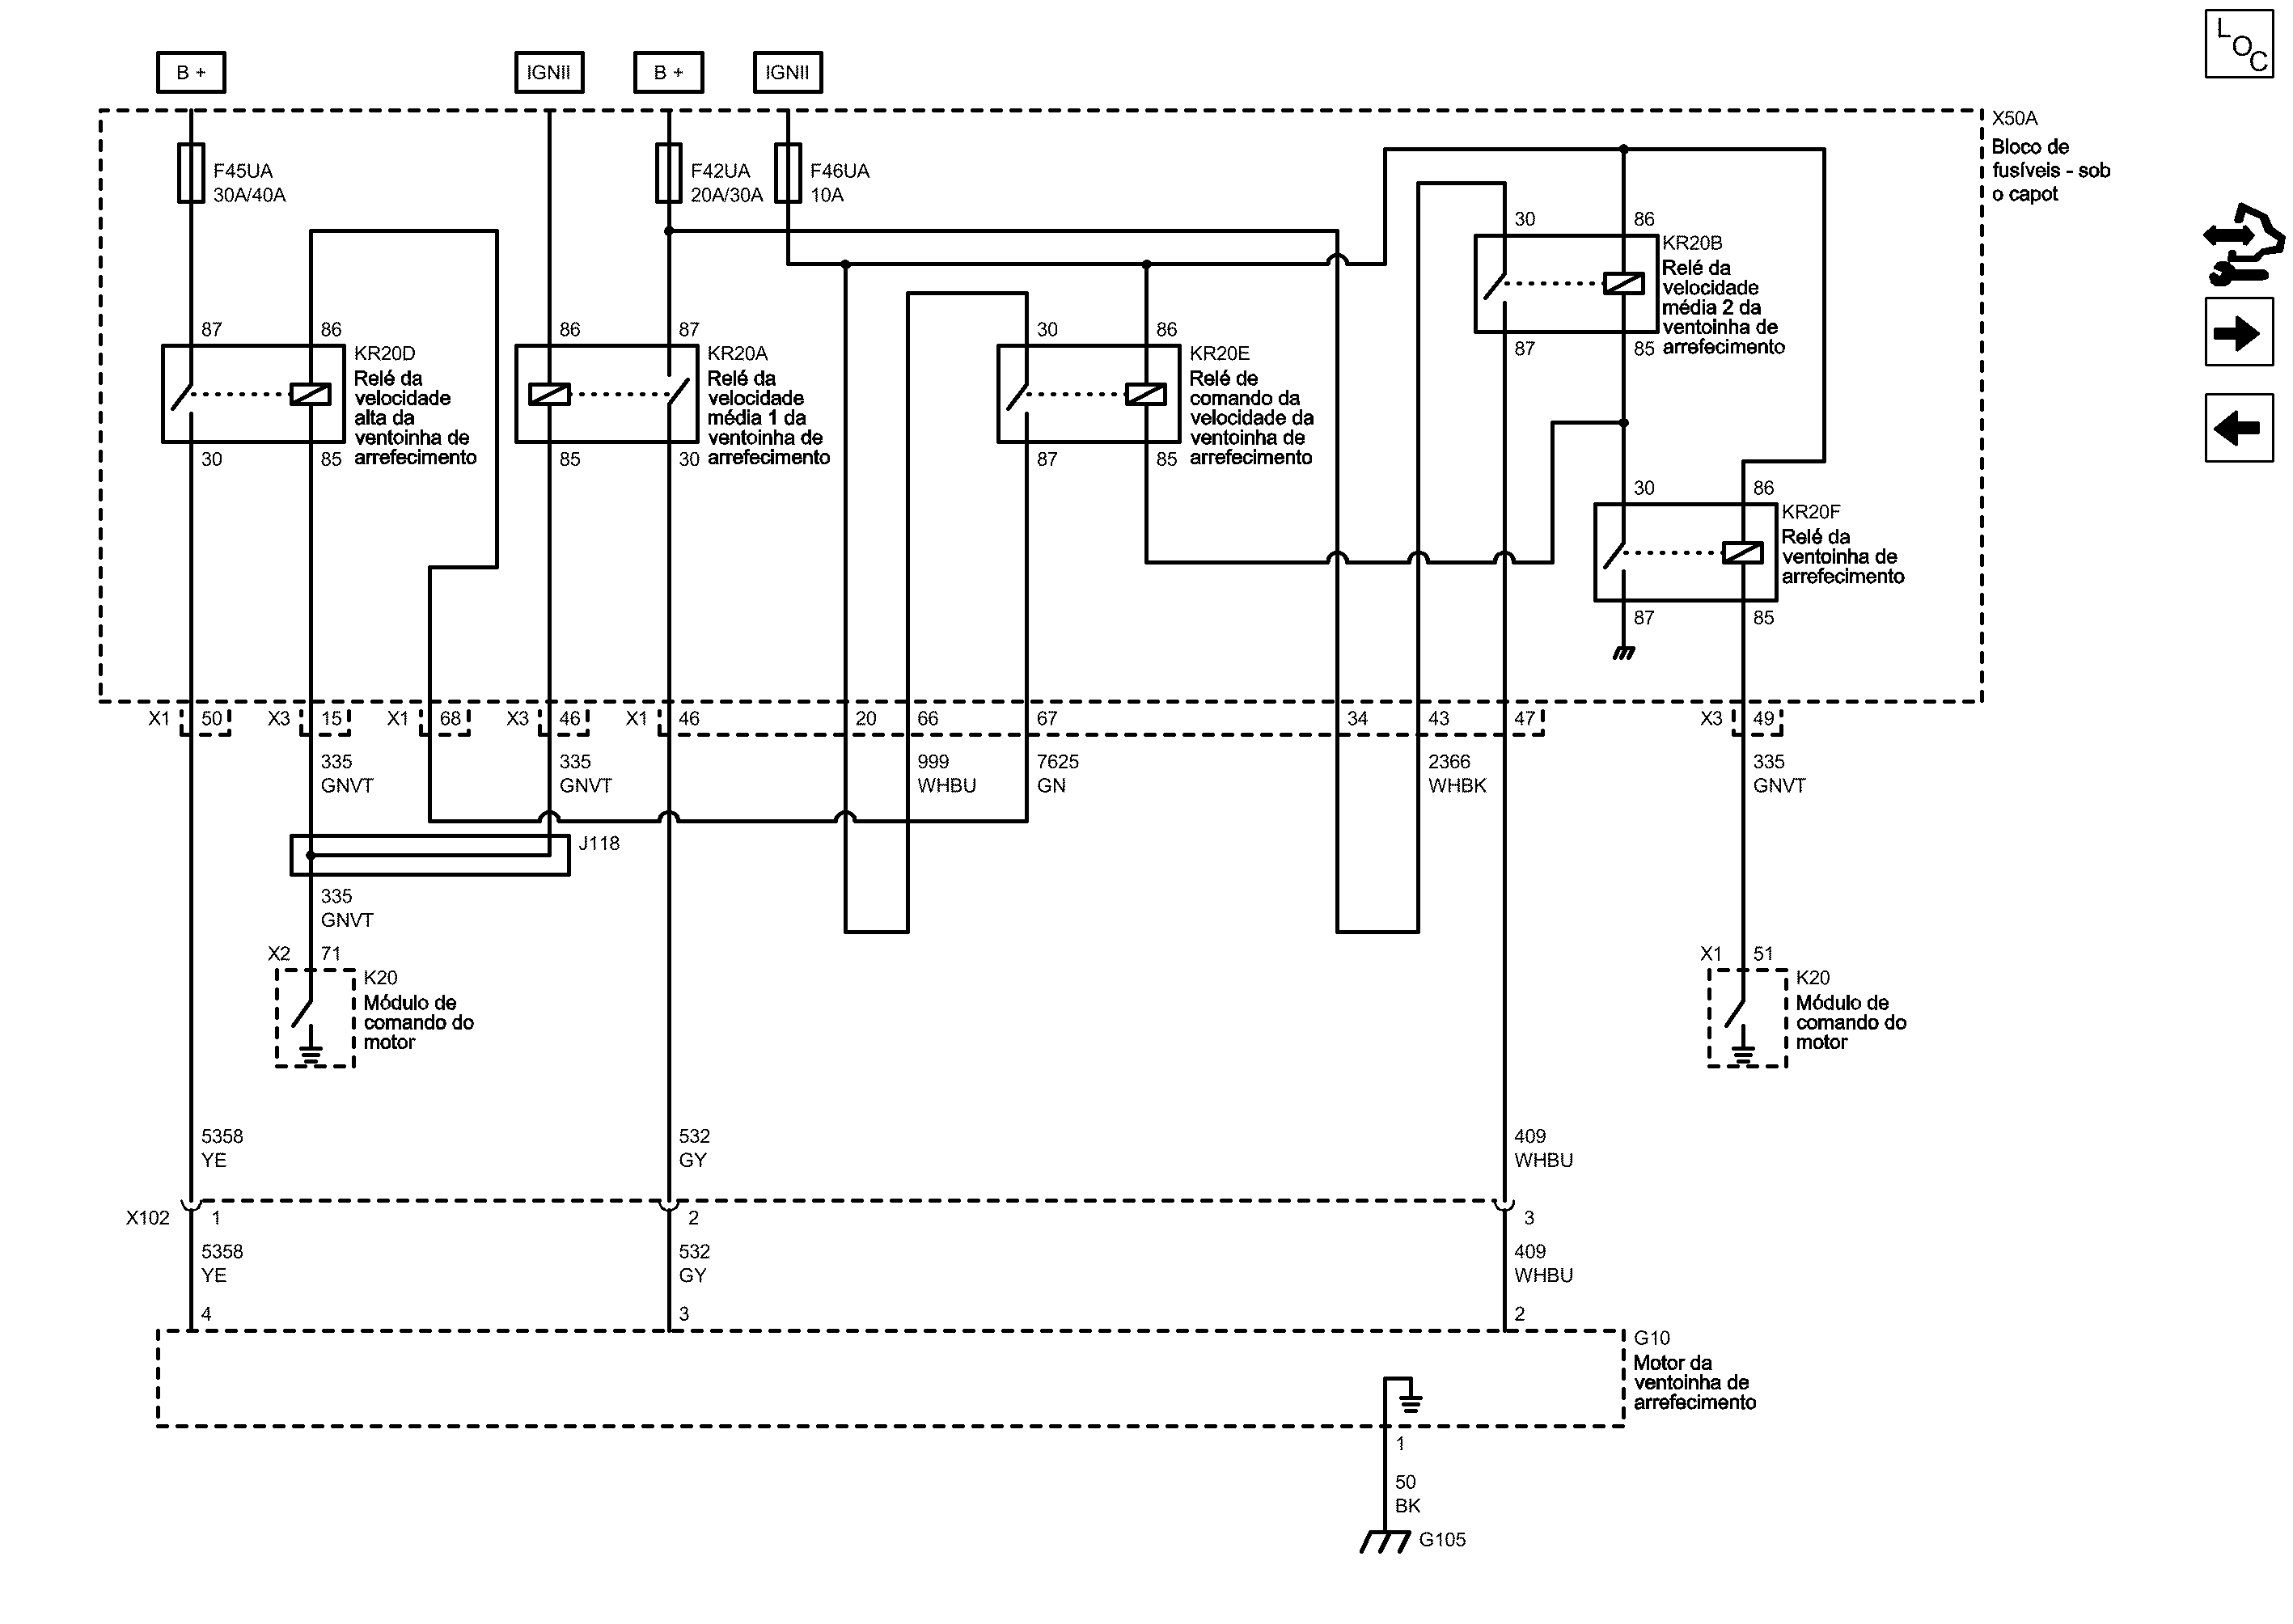 L
O
C
B +
IGNII
B +
IGNII
X50A
Bloco de
fusíveis - sob
o capot
F45UA
30A/40A
F42UA
20A/30A
F46UA
10A
30
86
KR20B
Relé da
velocidade
média 2 da
ventoinha de
arrefecimento
87
85
87
86
KR20D
Relé da
velocidade
alta da
ventoinha de
arrefecimento
30
85
86
87
KR20A
Relé da
velocidade
média 1 da
ventoinha de
arrefecimento
85
30
30
86
KR20E
Relé de
comando da
velocidade da
ventoinha de
arrefecimento
87
85
30
86
KR20F
Relé da
ventoinha de
arrefecimento
87
85
X1
50
X3
15
X1
68
X3
46
X1
46
20
66
67
34
43
47
X3
49
335
GNVT
335
GNVT
999
WHBU
7625
GN
2366
WHBK
335
GNVT
J118
335
GNVT
X2
71
K20
Módulo de
comando do
motor
X1
51
K20
Módulo de
comando do
motor
5358
YE
532
GY
409
WHBU
X102
1
2
3
5358
YE
532
GY
409
WHBU
4
3
2
G10
Motor da
ventoinha de
arrefecimento
1
50
BK
G105